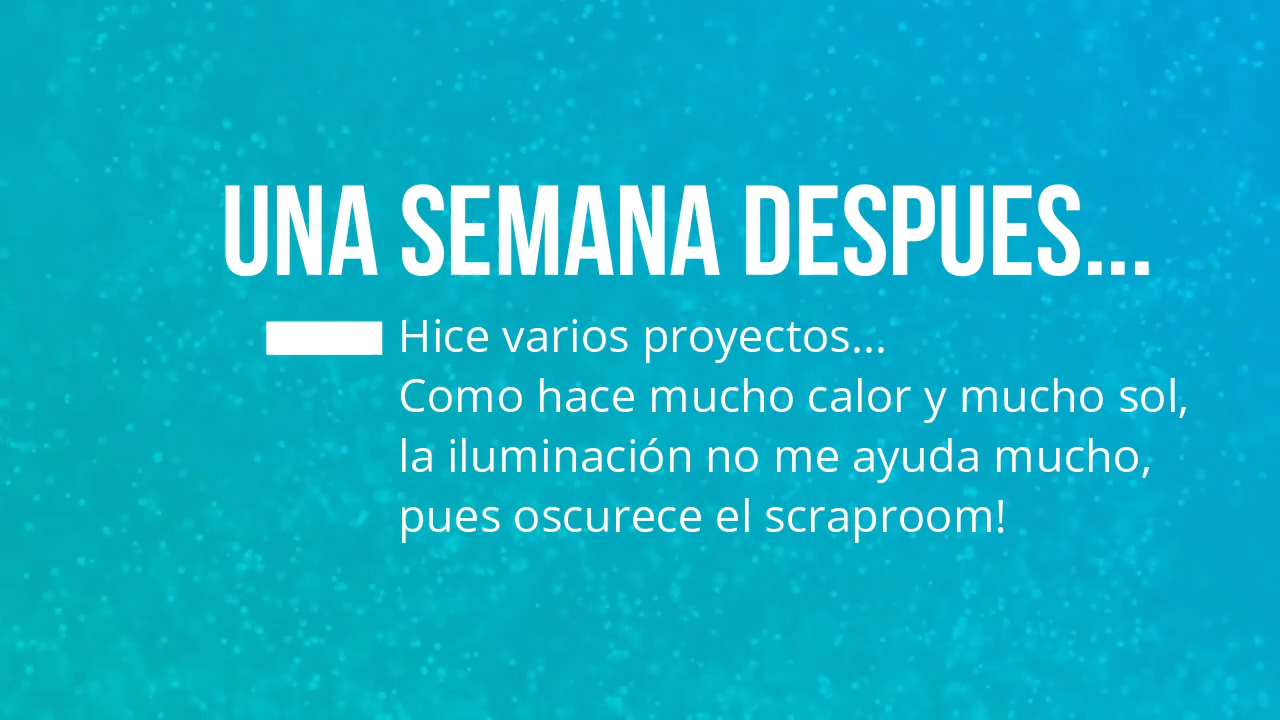 UNA SEMANA DESPUES...
Hice varios proyectos...
Como hace mucho calor y mucho sol,
la iluminación no me ayuda mucho,
pues oscurece el scraproom!